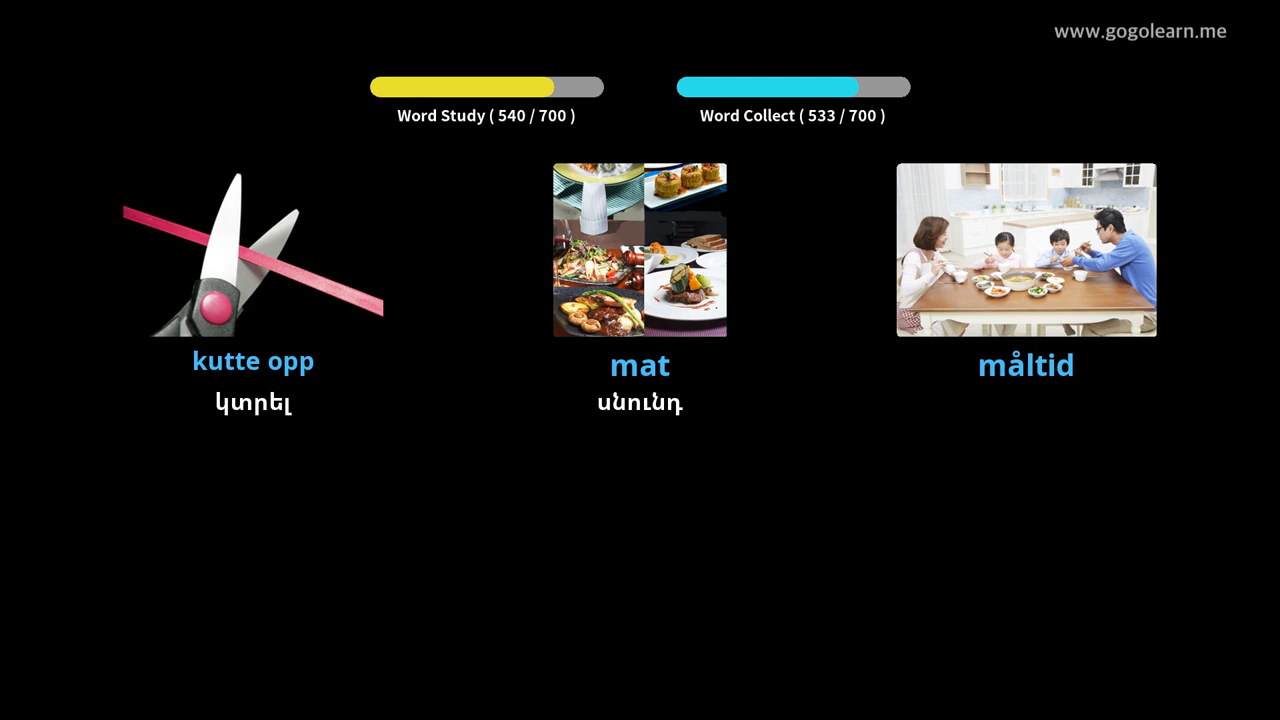 www.gogolearn.me
Word Study ( 540 / 700 )
Word Collect ( 533 / 700 )
kutte opp
mat
måltid
կտրել
սնունդ